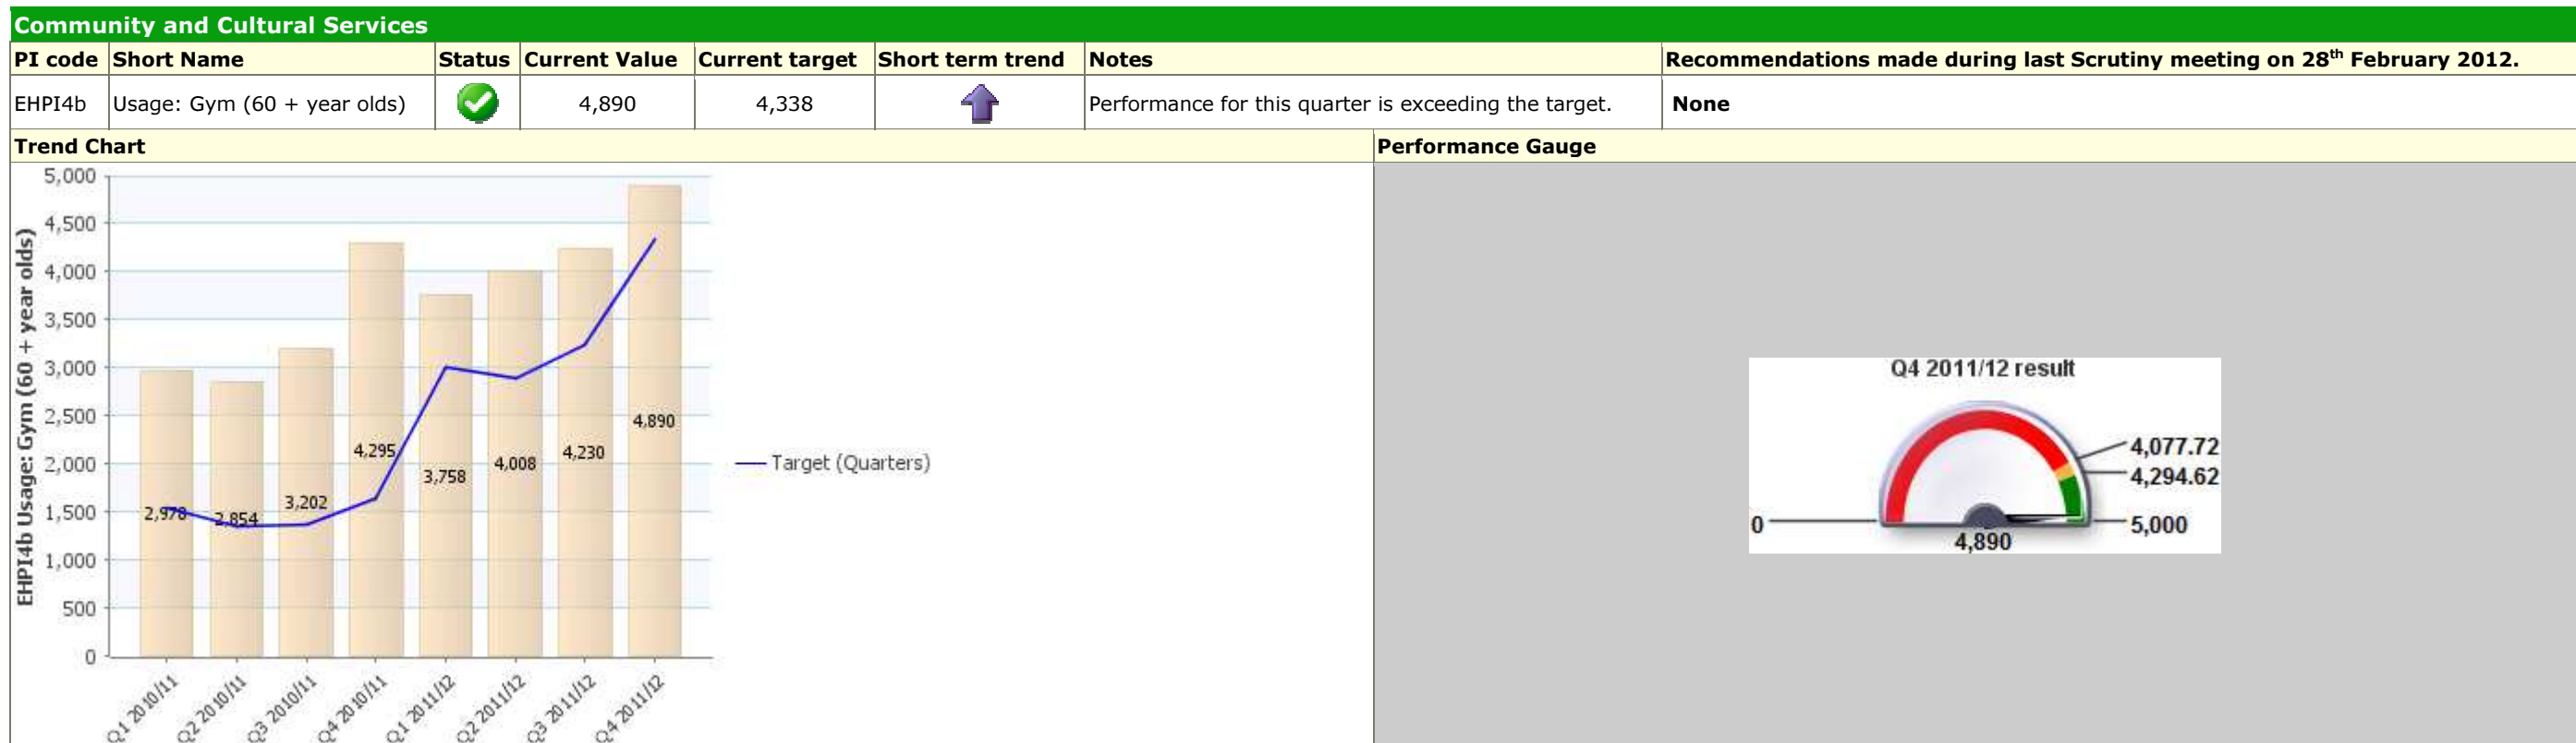 Community and Cultural Services
PI code Short Name Status Current Value Current target Short term trend Notes Recommendations made during last Scrutiny meeting on 28th February 2012.
EHPI4b Usage: Gym (60 + year olds) 4,890 4,338 Performance for this quarter is exceeding the target. None
Trend Chart Performance Gauge
EHPI4b Usage: Gym (60 + year olds)
5,000
4,500
4,000
3,500
3,000
2,500
2,000
1,500
1,000
500
0
2,978
2,854
3,202
4,295
3,758
4,008
4,230
4,890
Q1 2010/11
Q2 2010/11
Q3 2010/11
Q4 2010/11
Q1 2011/12
Q2 2011/12
Q3 2011/12
Q4 2011/12
Target (Quarters)
Q4 2011/12 result
4,077.72
4,294.62
0
5,000
4,890